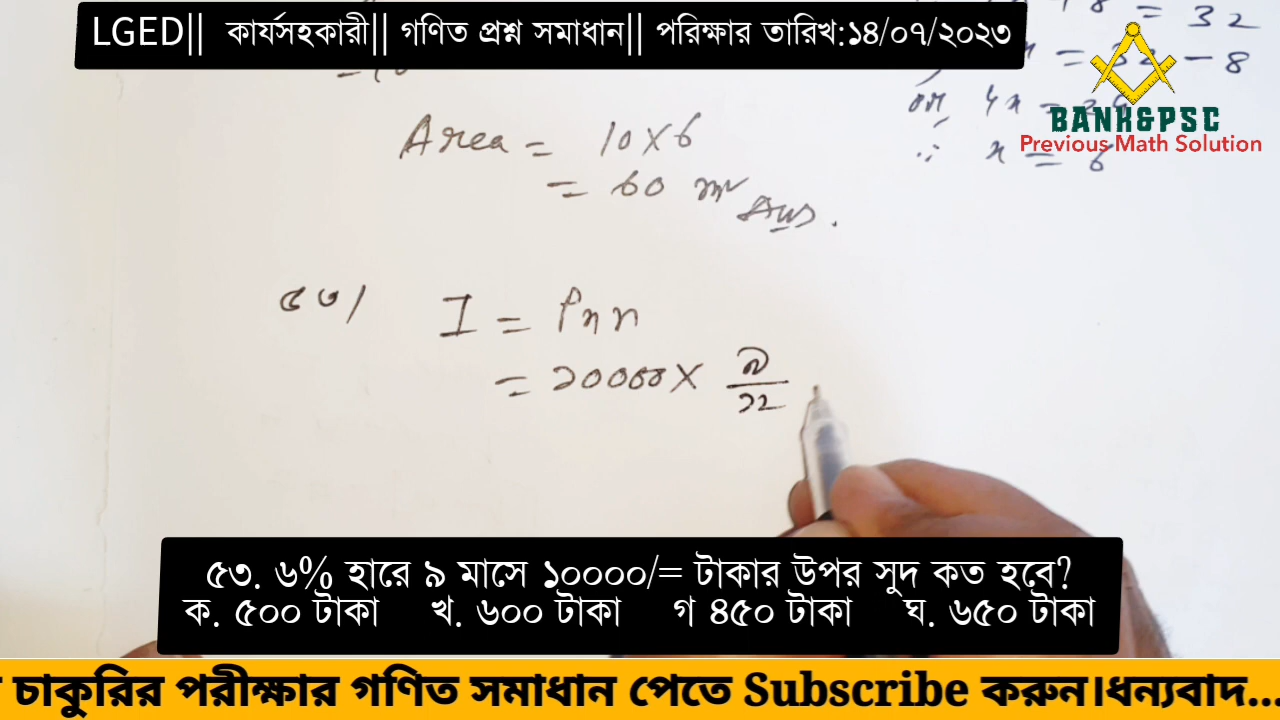 LGED|| কার্যসহকারী|| গণিত প্রশ্ন সমাধান|| পরিক্ষার তারিখ:১৪/০৭/২০২৩
8 = 32
= 32 - 8
or, 4x =
∴ x = 6
BANK&PSC
Previous Math Solution
Area = 10 X 6
= 60 m² Ans.
৫৩/ I = Pnr
= ১০০০০ X ৯/১২
৫৩. ৬% হারে ৯ মাসে ১০০০০/= টাকার উপর সুদ কত হবে?
ক. ৫০০ টাকা খ. ৬০০ টাকা গ ৪৫০ টাকা ঘ. ৬৫০ টাকা
চাকুরির পরীক্ষার গণিত সমাধান পেতে Subscribe করুন।ধন্যবাদ...